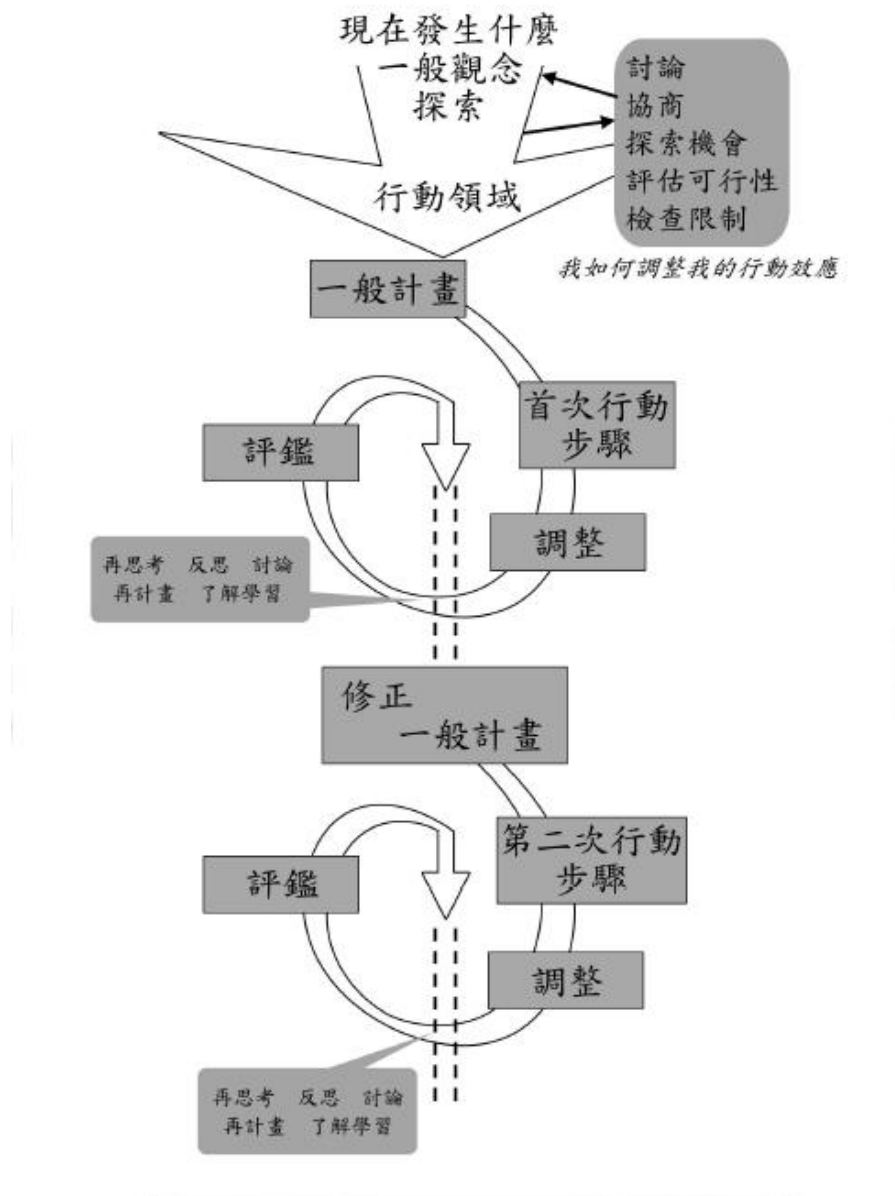 現在發生什麼
一般觀念
探索
討論
協商
探索機會
評估可行性
檢查限制
行動領域
我如何調整我的行動效應
一般計畫
首次行動
步驟
評鑑
調整
再思考 反思 討論
再計畫 了解學習
修正
一般計畫
第二次行動
步驟
評鑑
調整
再思考 反思 討論
再計畫 了解學習